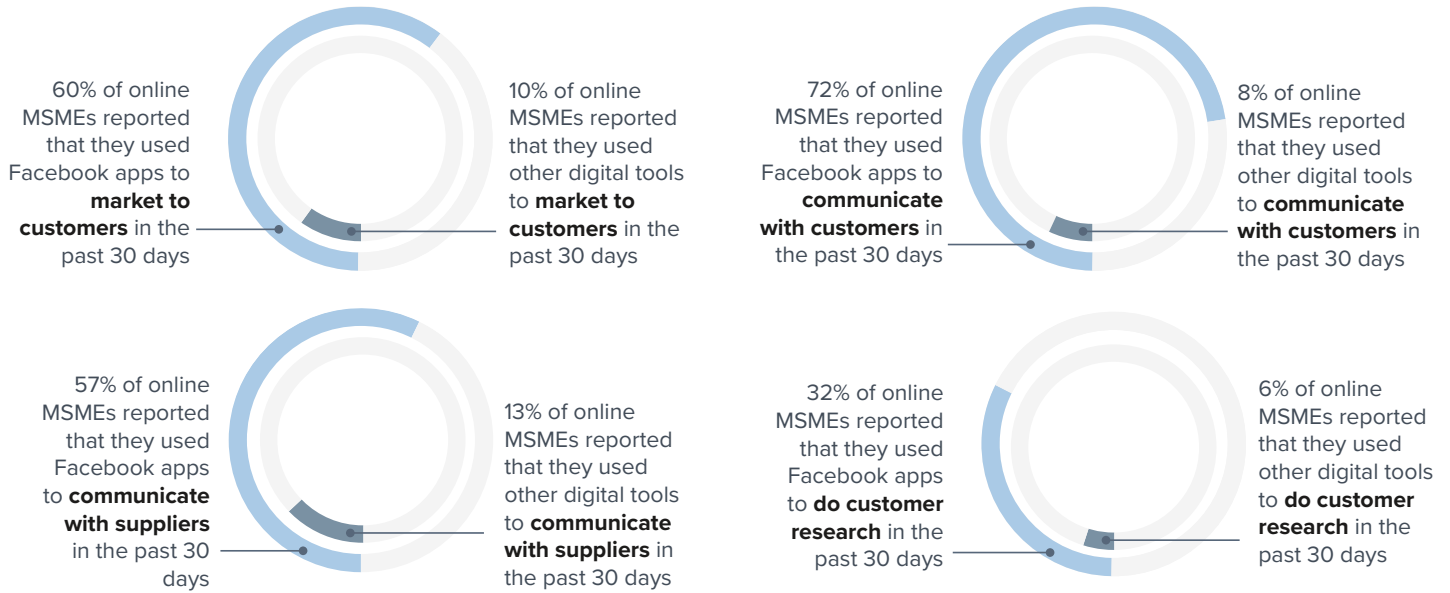 60% of online
MSMEs reported
that they used
Facebook apps to
market to
customers in the
past 30 days
10% of online
MSMEs reported
that they used
other digital tools
to market to
customers in the
past 30 days
72% of online
MSMEs reported
that they used
Facebook apps to
communicate
with customers in
the past 30 days
8% of online
MSMEs reported
that they used
other digital tools
to communicate
with customers in
the past 30 days
57% of online
MSMEs reported
that they used
Facebook apps
to communicate
with suppliers
in the past 30
days
13% of online
MSMEs reported
that they used
other digital tools
to communicate
with suppliers in
the past 30 days
32% of online
MSMEs reported
that they used
Facebook apps
to do customer
research in the
past 30 days
6% of online
MSMEs reported
that they used
other digital tools
to do customer
research in the
past 30 days